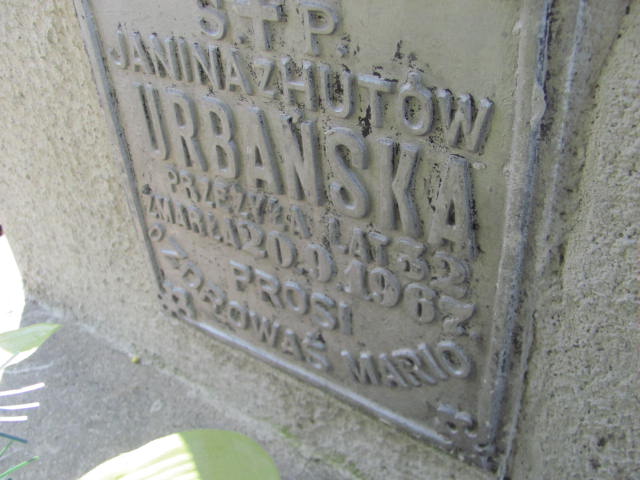 Ś.†P.
JANINA Z HUTÓW
URBAŃSKA
PRZEŻYŁA LAT 32
ZMARŁA 20.9.1967
PROSI
O ZDROWAŚ MARIO